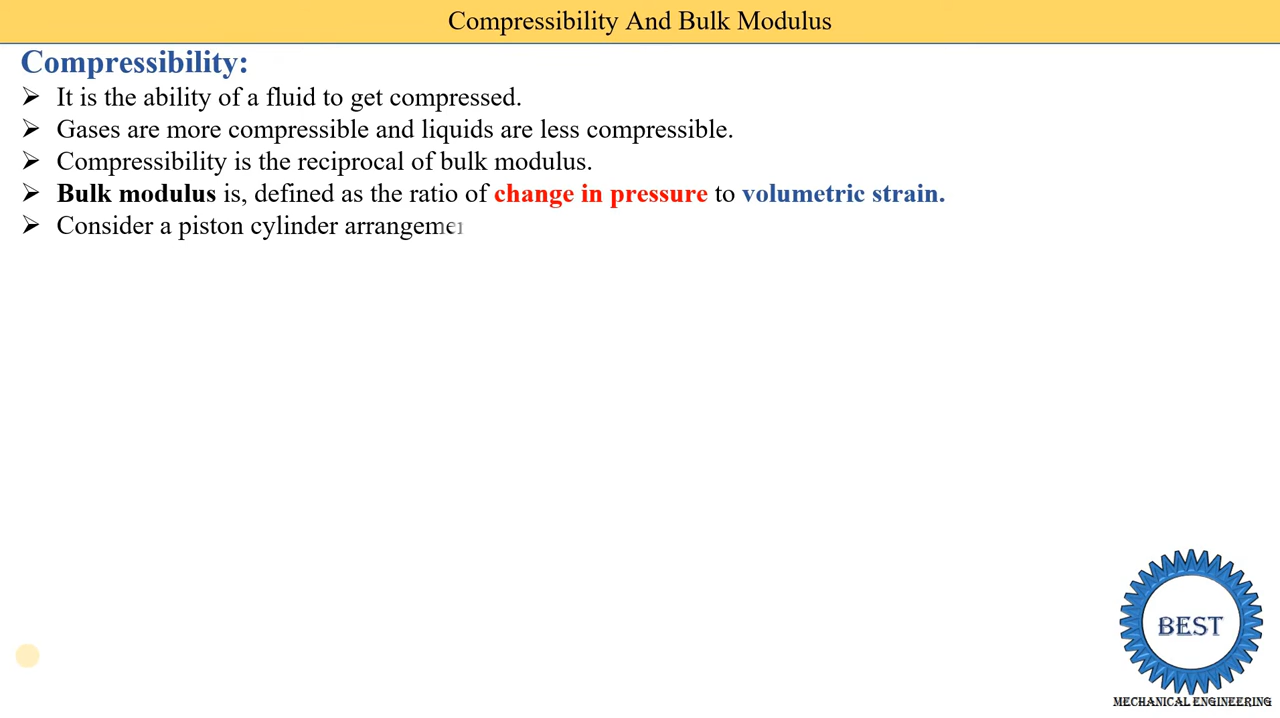 Compressibility And Bulk Modulus
Compressibility:
➢ It is the ability of a fluid to get compressed.
➢ Gases are more compressible and liquids are less compressible.
➢ Compressibility is the reciprocal of bulk modulus.
➢ Bulk modulus is, defined as the ratio of change in pressure to volumetric strain.
➢ Consider a piston cylinder
BEST
MECHANICAL ENGINEERING